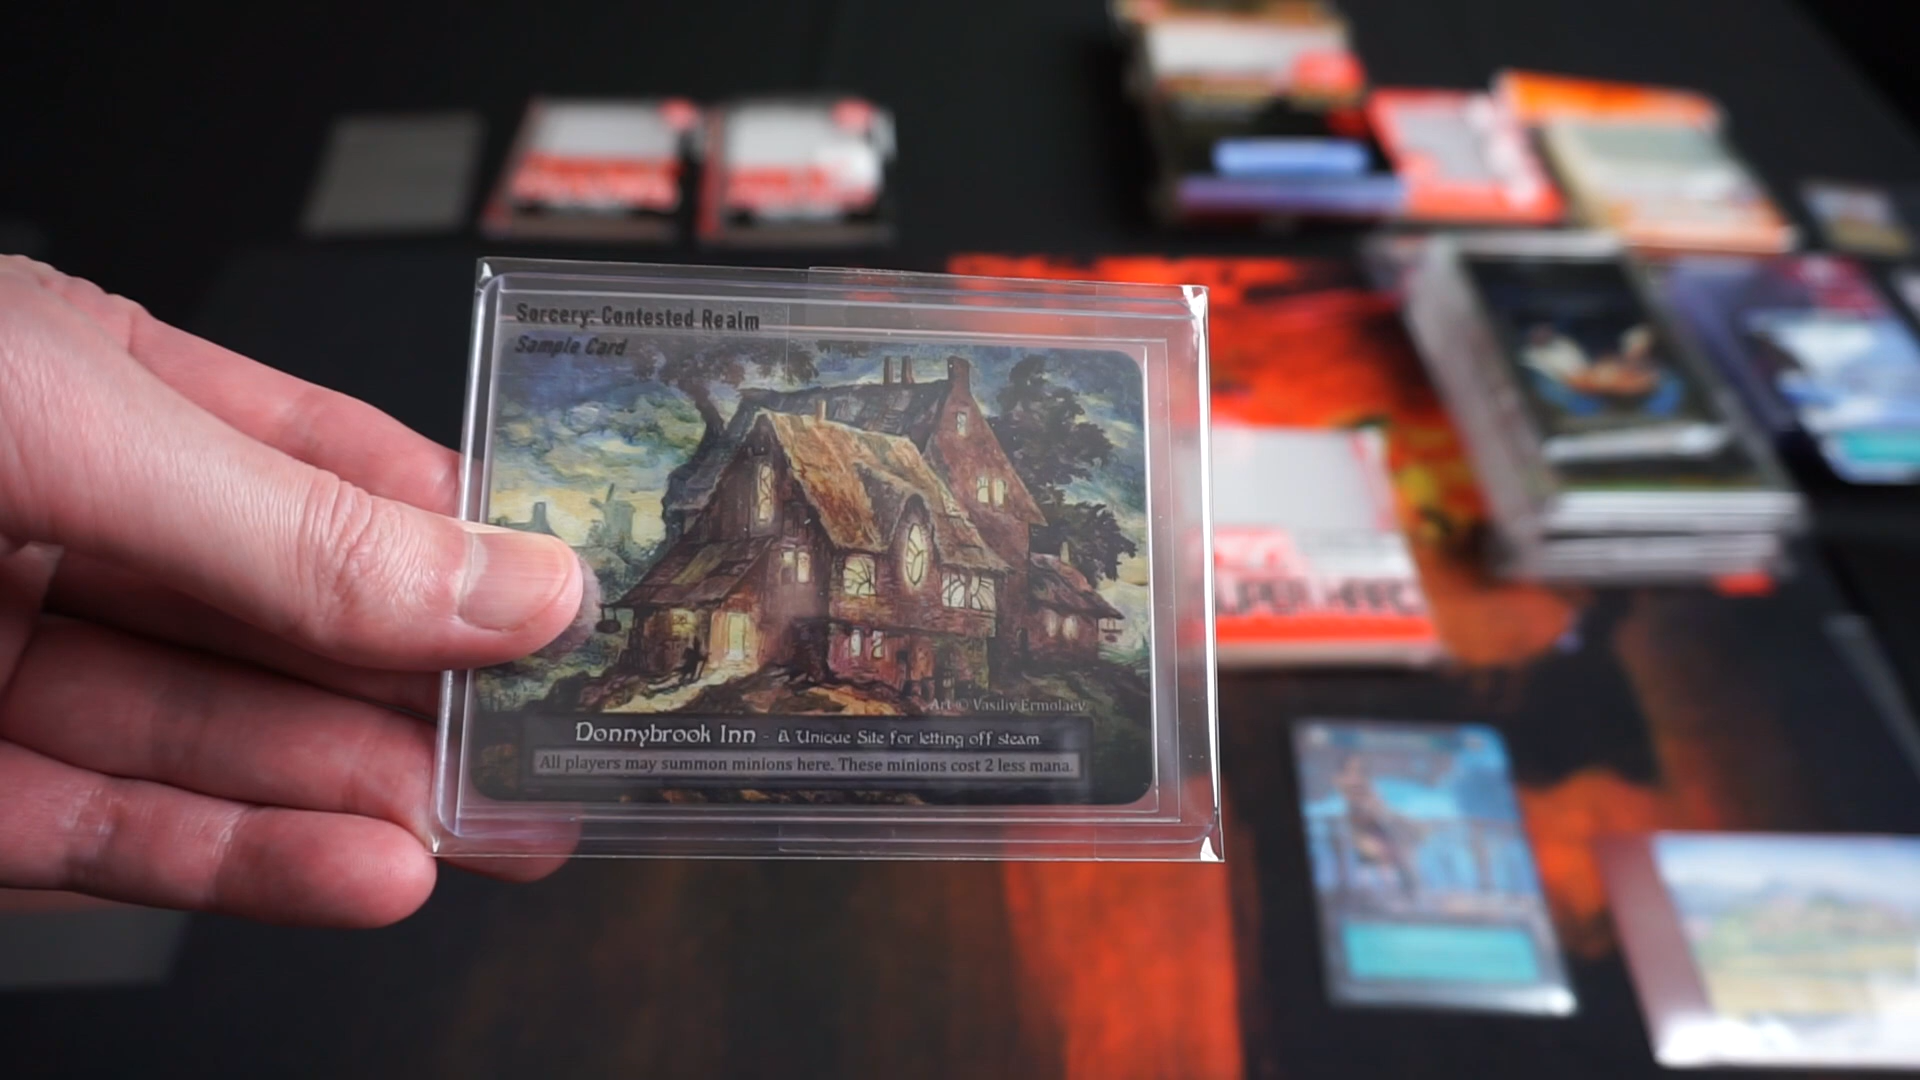 Sorcery: Contested Realm
Sample Card
Art © Vasiliy Ermolaev
Donnybrook Inn - A Unique Site for letting off steam.
All players may summon minions here. These minions cost 2 less mana.